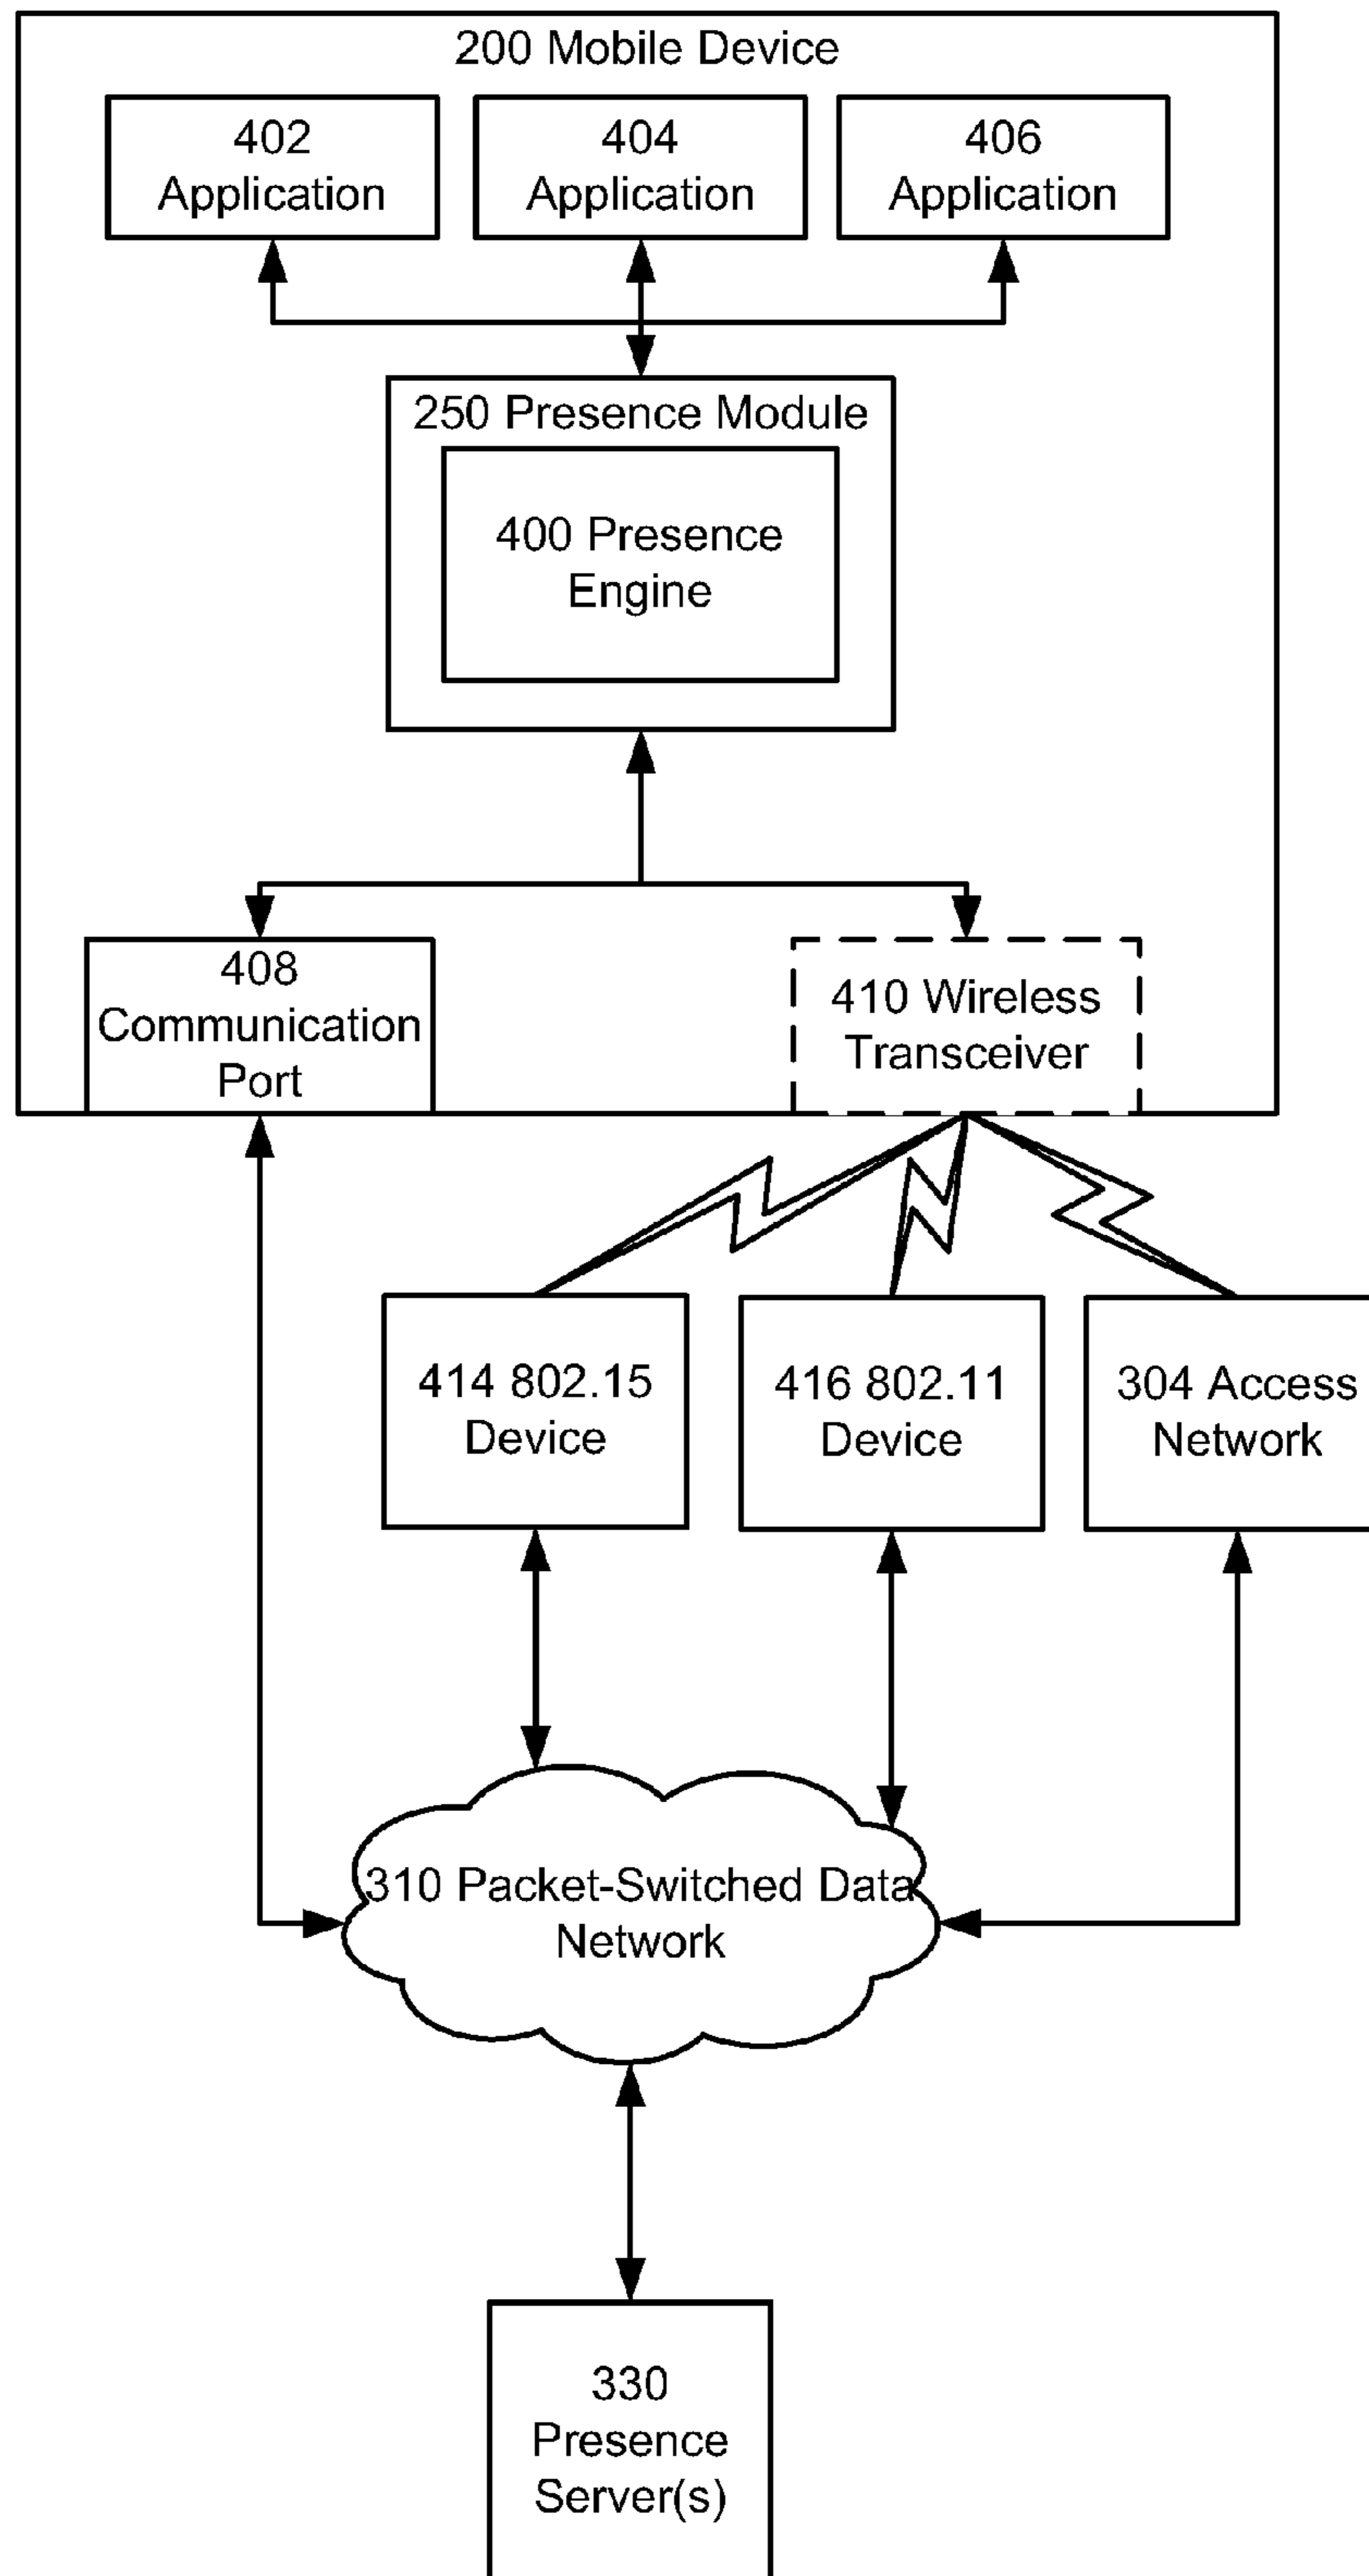 200 Mobile Device
402
Application
404
Application
406
Application
250 Presence Module
400 Presence
Engine
408
Communication
Port
410 Wireless
Transceiver
414 802.15
Device
416 802.11
Device
304 Access
Network
310 Packet-Switched Data
Network
330
Presence
Server(s)